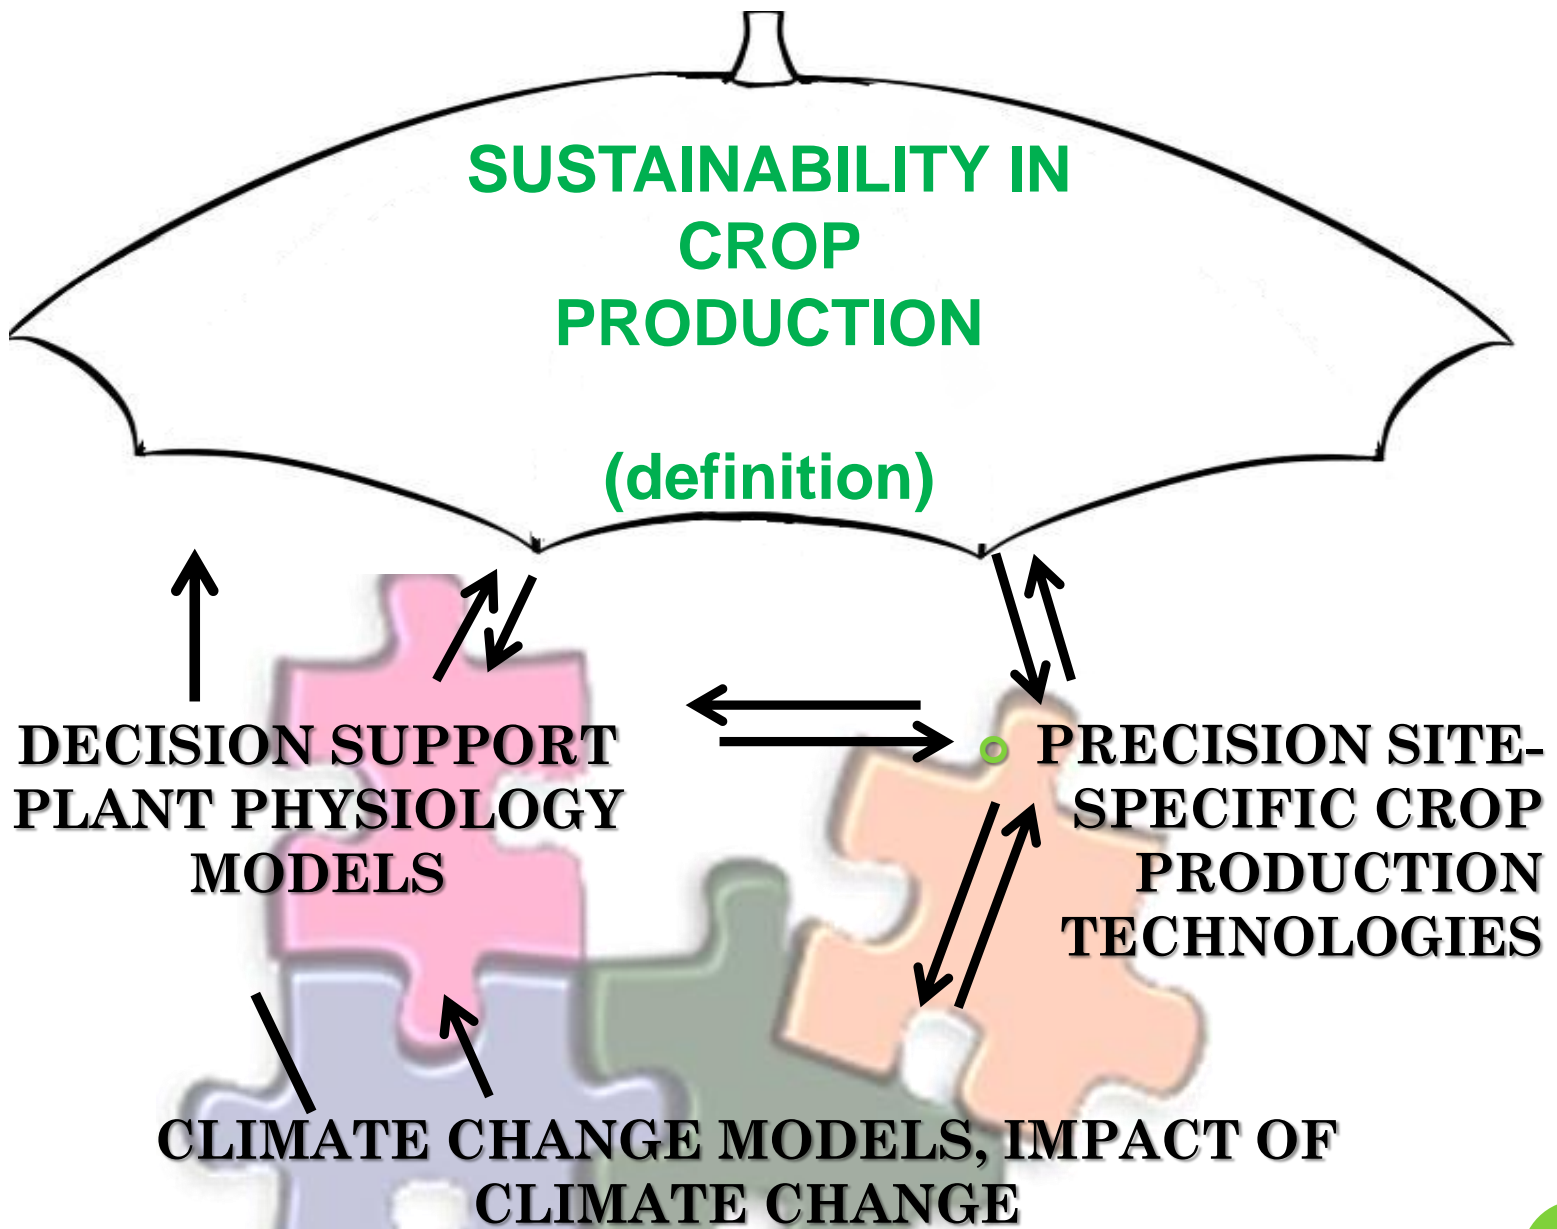 SUSTAINABILITY IN
CROP
PRODUCTION
(definition)
DECISION SUPPORT
PLANT PHYSIOLOGY
MODELS
PRECISION SITE-
SPECIFIC CROP
PRODUCTION
TECHNOLOGIES
CLIMATE CHANGE MODELS, IMPACT OF
CLIMATE CHANGE